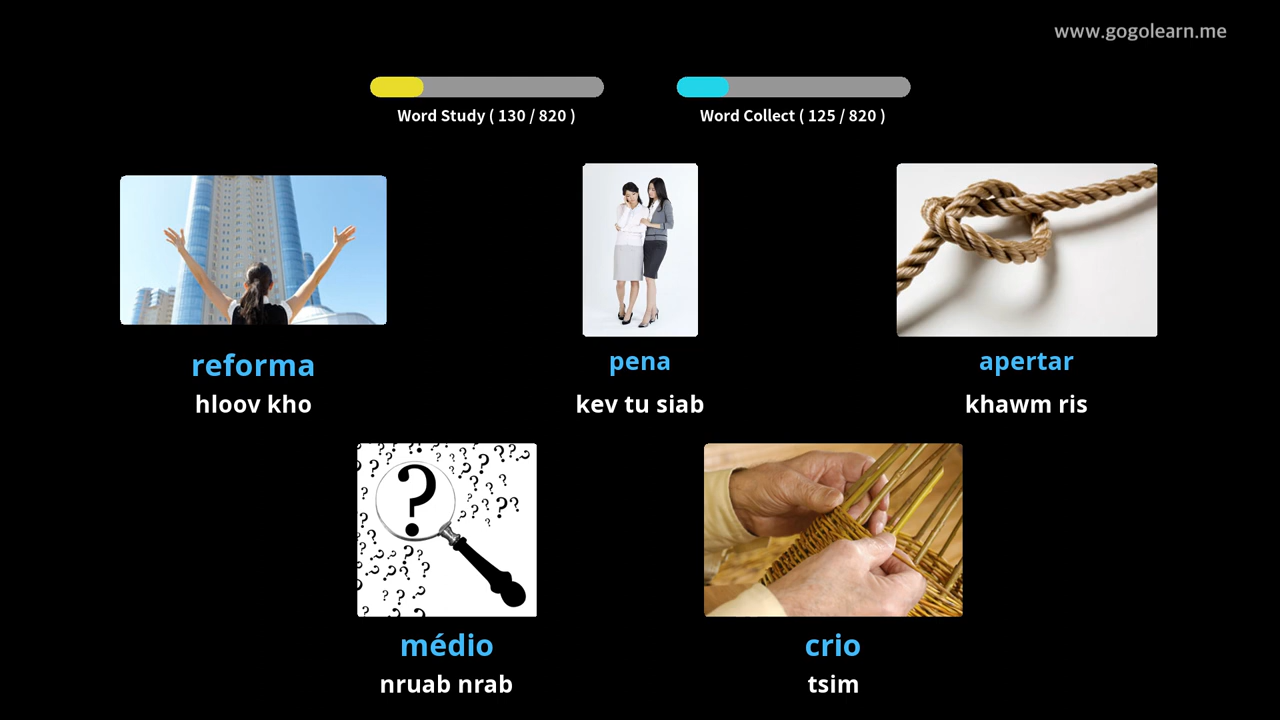 www.gogolearn.me
Word Study ( 130 / 820 )
Word Collect ( 125 / 820 )
reforma
hloov kho
pena
kev tu siab
apertar
khawm ris
médio
nruab nrab
crio
tsim